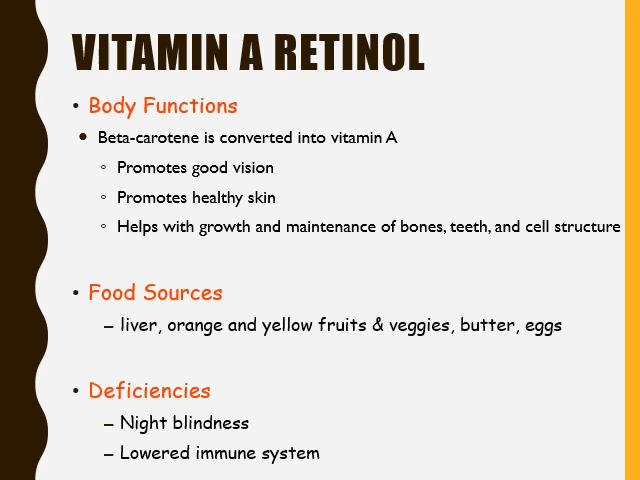 VITAMIN A RETINOL
• Body Functions
• Beta-carotene is converted into vitamin A
◦ Promotes good vision
◦ Promotes healthy skin
◦ Helps with growth and maintenance of bones, teeth, and cell structure
• Food Sources
– liver, orange and yellow fruits & veggies, butter, eggs
• Deficiencies
– Night blindness
– Lowered immune system